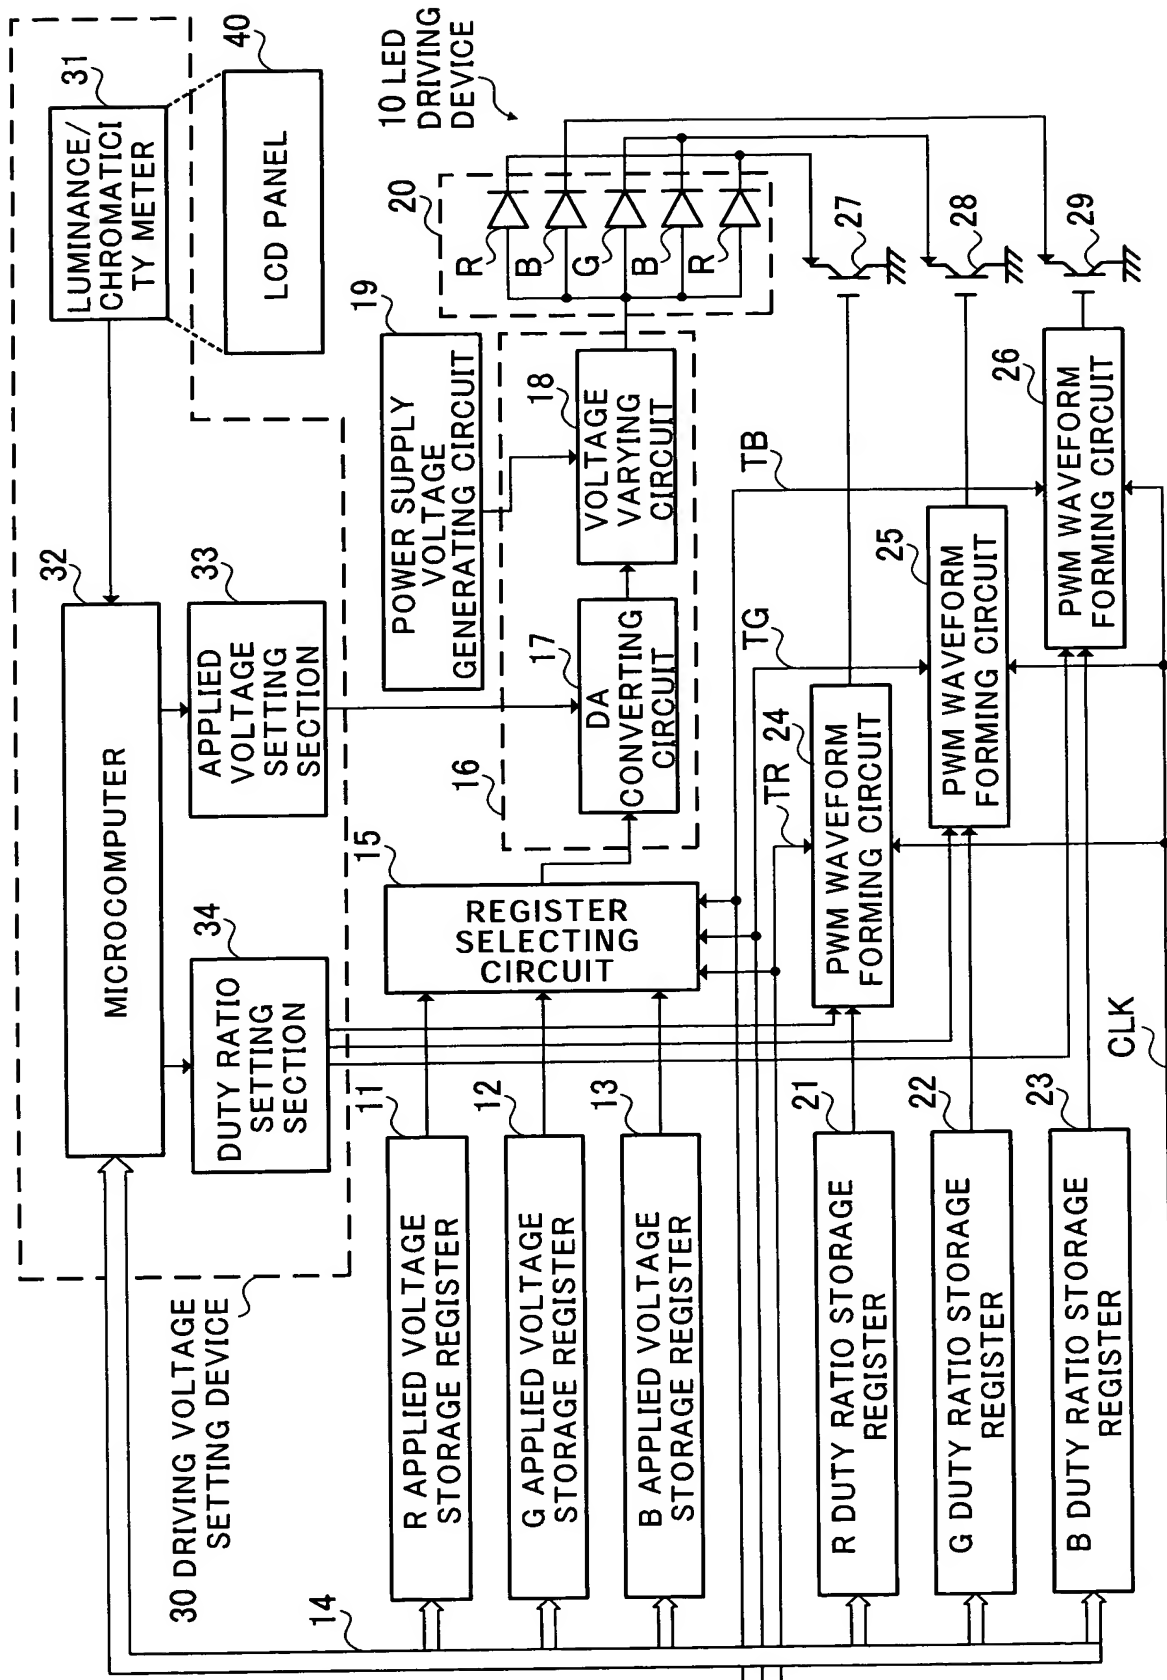 30 DRIVING VOLTAGE
SETTING DEVICE
32
MICROCOMPUTER
31
LUMINANCE/
CHROMATICI
TY METER
40
LCD PANEL
34
DUTY RATIO
SETTING
SECTION
33
APPLIED
VOLTAGE
SETTING
SECTION
10 LED
DRIVING
DEVICE
14
11
R APPLIED VOLTAGE
STORAGE REGISTER
12
G APPLIED VOLTAGE
STORAGE REGISTER
13
B APPLIED VOLTAGE
STORAGE REGISTER
15
REGISTER
SELECTING
CIRCUIT
16
17
DA
CONVERTING
CIRCUIT
18
VOLTAGE
VARYING
CIRCUIT
19
POWER SUPPLY
VOLTAGE
GENERATING CIRCUIT
20
R
B
G
B
R
21
R DUTY RATIO STORAGE
REGISTER
22
G DUTY RATIO STORAGE
REGISTER
23
B DUTY RATIO STORAGE
REGISTER
TR
24
PWM WAVEFORM
FORMING CIRCUIT
TG
25
PWM WAVEFORM
FORMING CIRCUIT
TB
26
PWM WAVEFORM
FORMING CIRCUIT
27
28
29
CLK